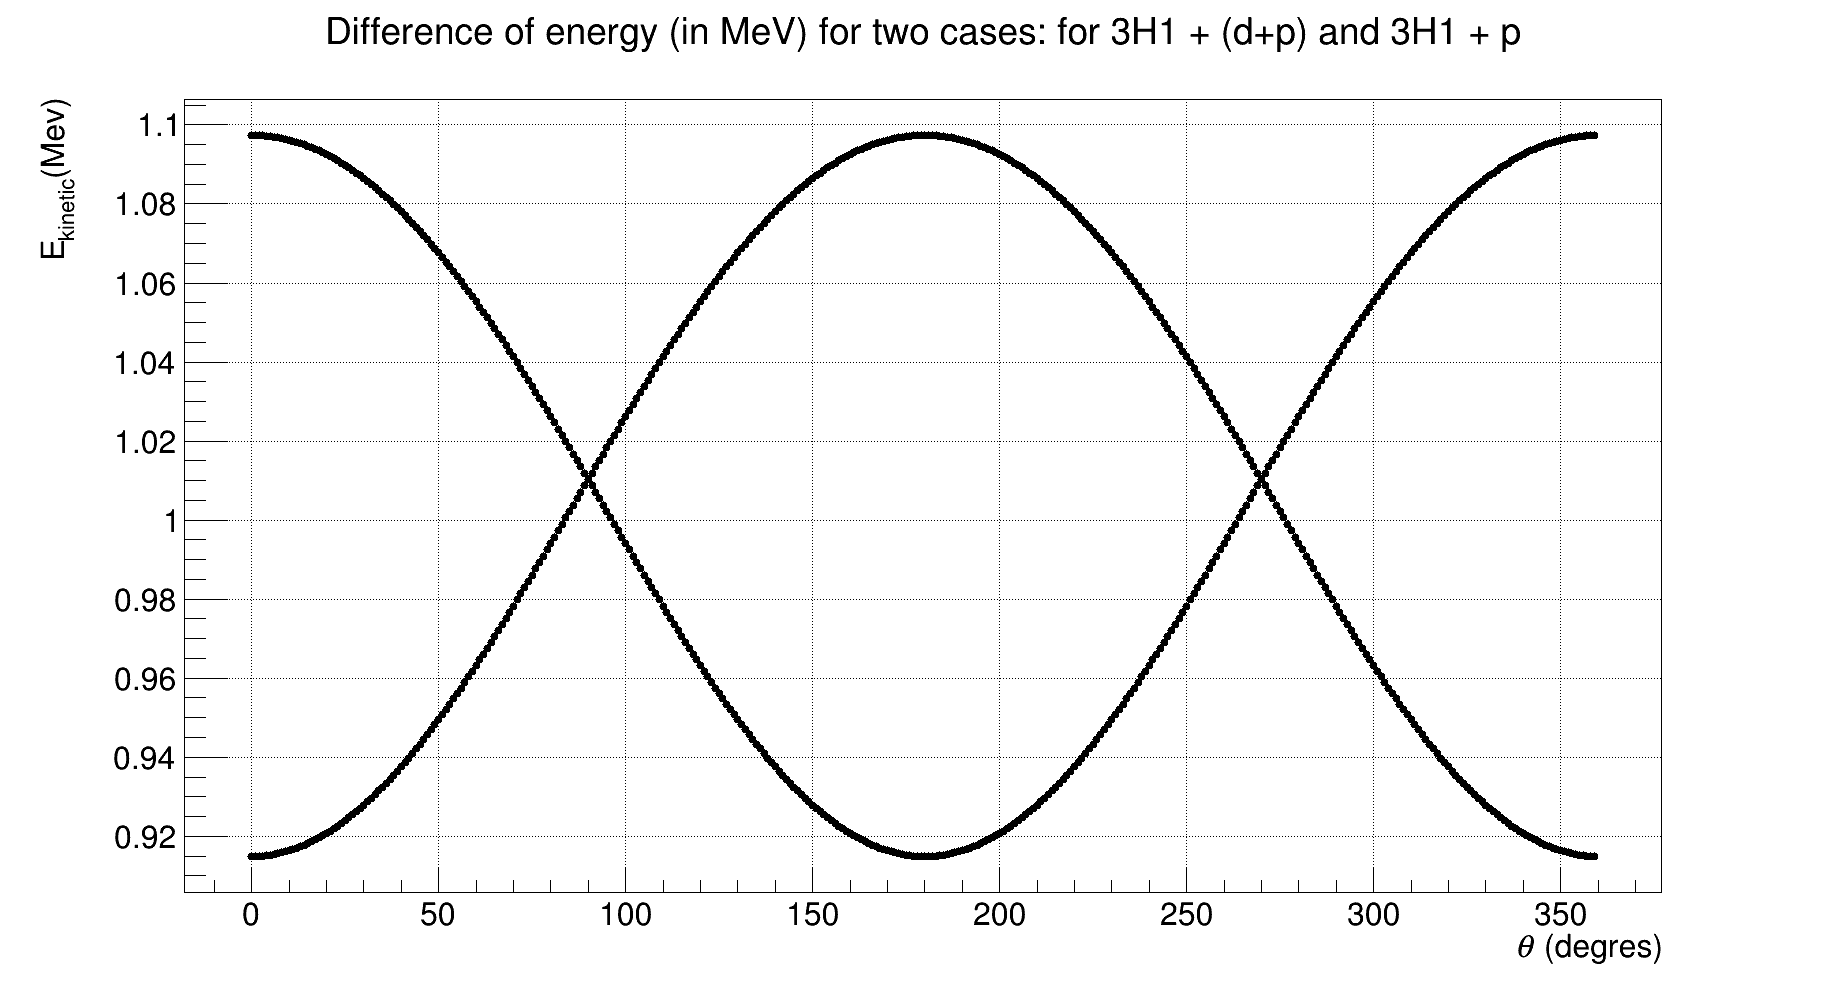 Difference of energy (in MeV) for two cases: for 3H1 + (d+p) and 3H1 + p
Ekinetic(Mev)
1.1
1.08
1.06
1.04
1.02
1
0.98
0.96
0.94
0.92
0 50 100 150 200 250 300 350
θ (degres)